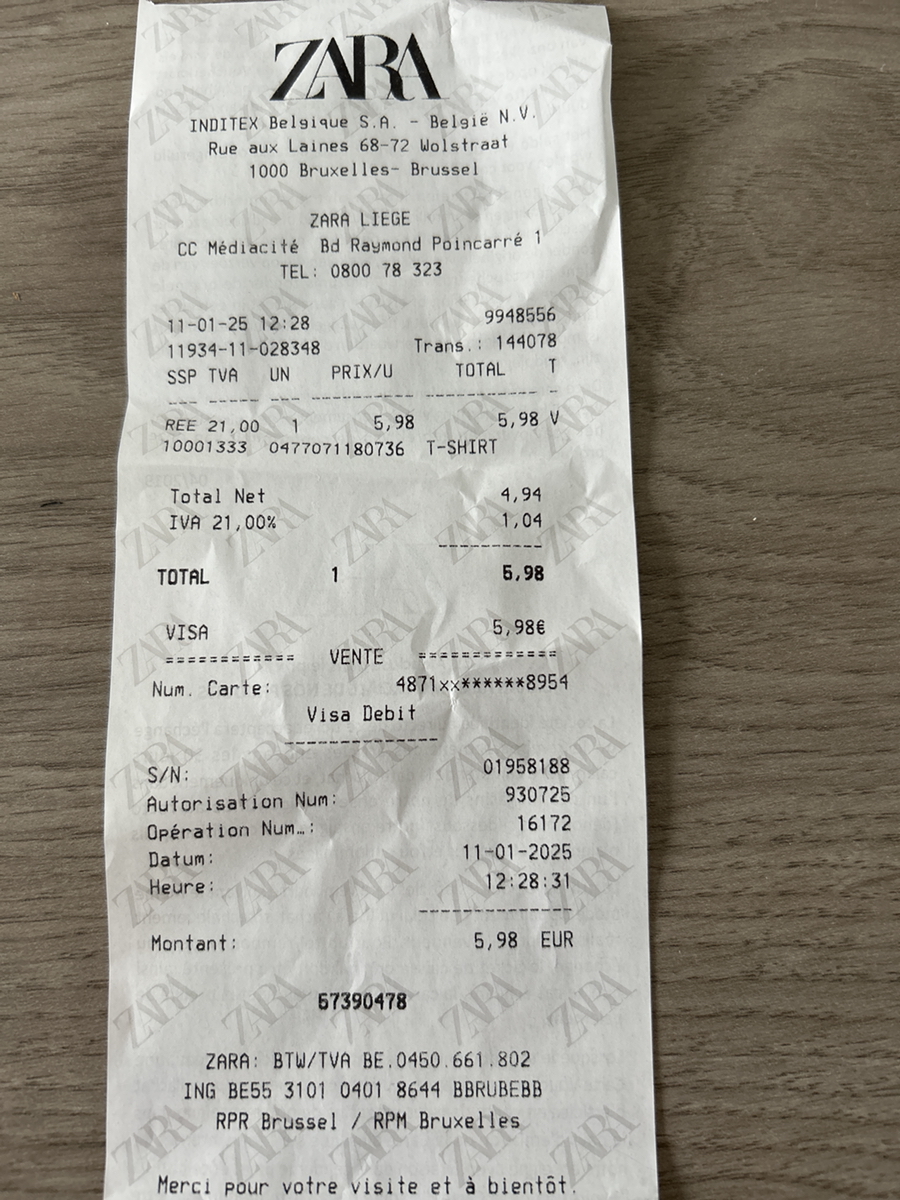 ZARA
INDITEX Belgique S.A. - België N.V.
Rue aux Laines 68-72 Wolstraat
1000 Bruxelles- Brussel
ZARA LIEGE
CC Médiacité Bd Raymond Poincarré 1
TEL: 0800 78 323
11-01-25 12:28 9948556
11934-11-028348 Trans.: 144078
SSP TVA UN PRIX/U TOTAL T
--- ----- --- ---------- ----------- -
REE 21,00 1 5,98 5,98 V
10001333 0477071180736 T-SHIRT
Total Net 4,94
IVA 21,00% 1,04
----------
TOTAL 1 5,98
VISA 5,98€
============ VENTE =============
Num. Carte: 4871xx******8954
Visa Debit
--------------
S/N: 01958188
Autorisation Num: 930725
Opération Num…: 16172
Datum: 11-01-2025
Heure: 12:28:31
--------------
Montant: 5,98 EUR
57390478
ZARA: BTW/TVA BE.0450.661.802
ING BE55 3101 0401 8644 BBRUBEBB
RPR Brussel / RPM Bruxelles
Merci pour votre visite et à bientôt.